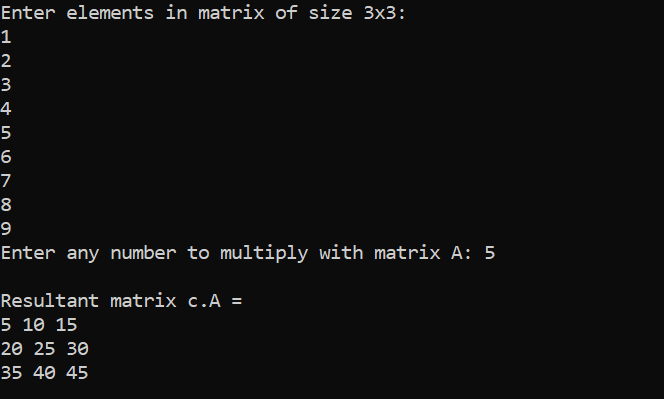 Enter elements in matrix of size 3x3:
1
2
3
4
5
6
7
8
9
Enter any number to multiply with matrix A: 5
Resultant matrix c.A =
5 10 15
20 25 30
35 40 45